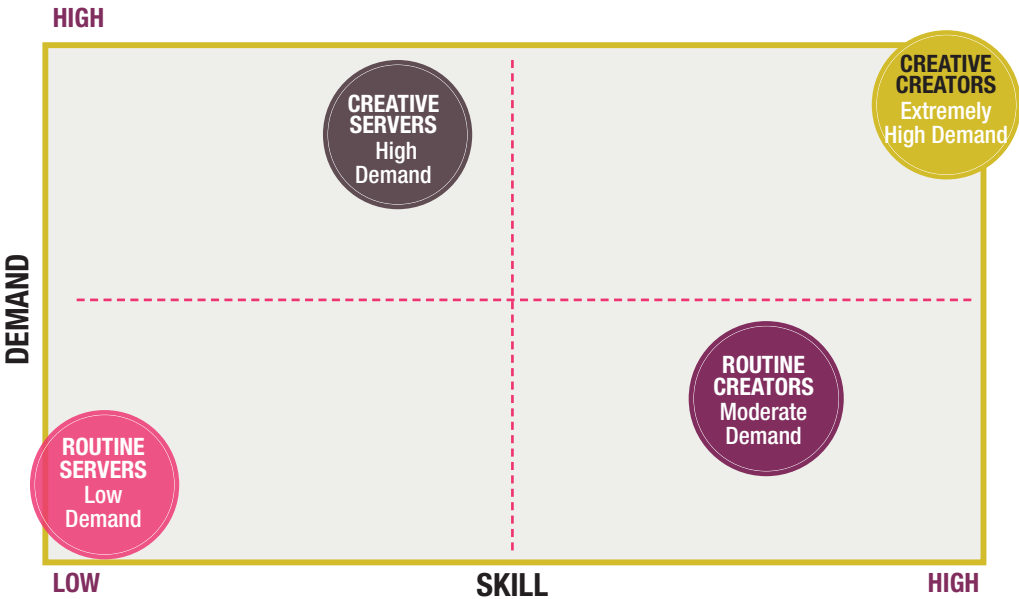 HIGH
CREATIVE
CREATORS
Extremely
High Demand
CREATIVE
SERVERS
High
Demand
DEMAND
ROUTINE
CREATORS
Moderate
Demand
ROUTINE
SERVERS
Low
Demand
LOW
SKILL
HIGH